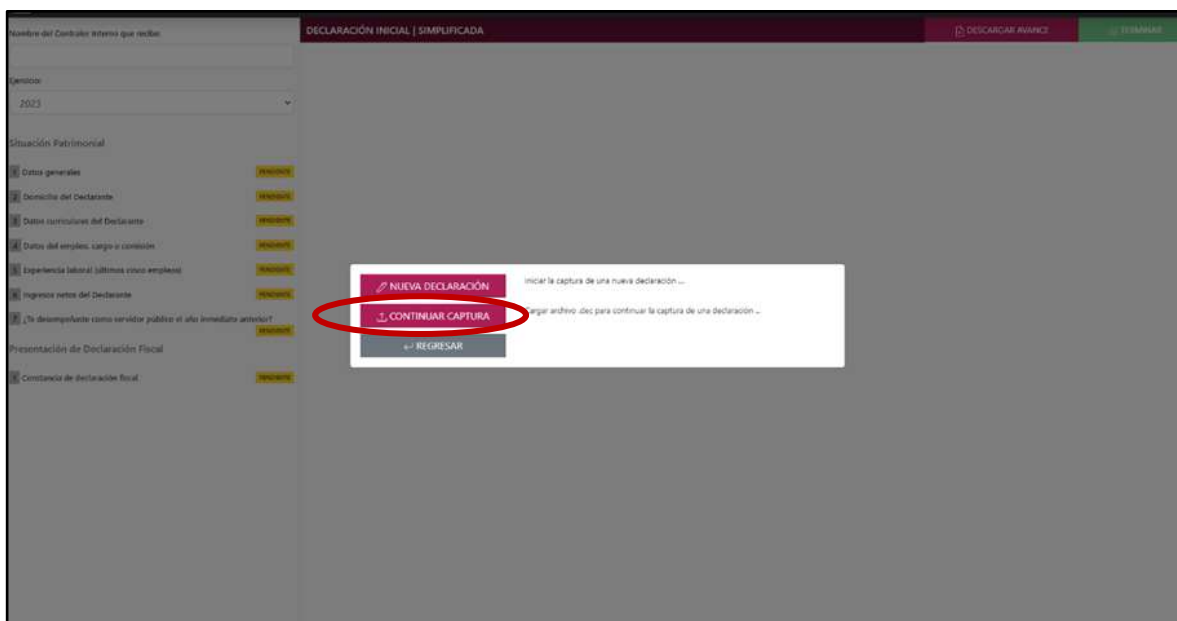 Nombre del Contralor Interno que recibe:
DECLARACIÓN INICIAL | SIMPLIFICADA
DESCARGAR AVANCE
TERMINAR
Ejercicio:
2023
Situación Patrimonial
1 Datos generales
PENDIENTE
2 Domicilio del Declarante
PENDIENTE
3 Datos curriculares del Declarante
PENDIENTE
4 Datos del empleo, cargo o comisión
PENDIENTE
5 Experiencia laboral (últimos cinco empleos)
PENDIENTE
6 Ingresos netos del Declarante
PENDIENTE
7 ¿Te desempeñaste como servidor público el año inmediato anterior?
PENDIENTE
Presentación de Declaración Fiscal
Constancia de declaración fiscal
PENDIENTE
NUEVA DECLARACIÓN
Iniciar la captura de una nueva declaración ...
CONTINUAR CAPTURA
Cargar archivo .dec para continuar la captura de una declaración ...
REGRESAR